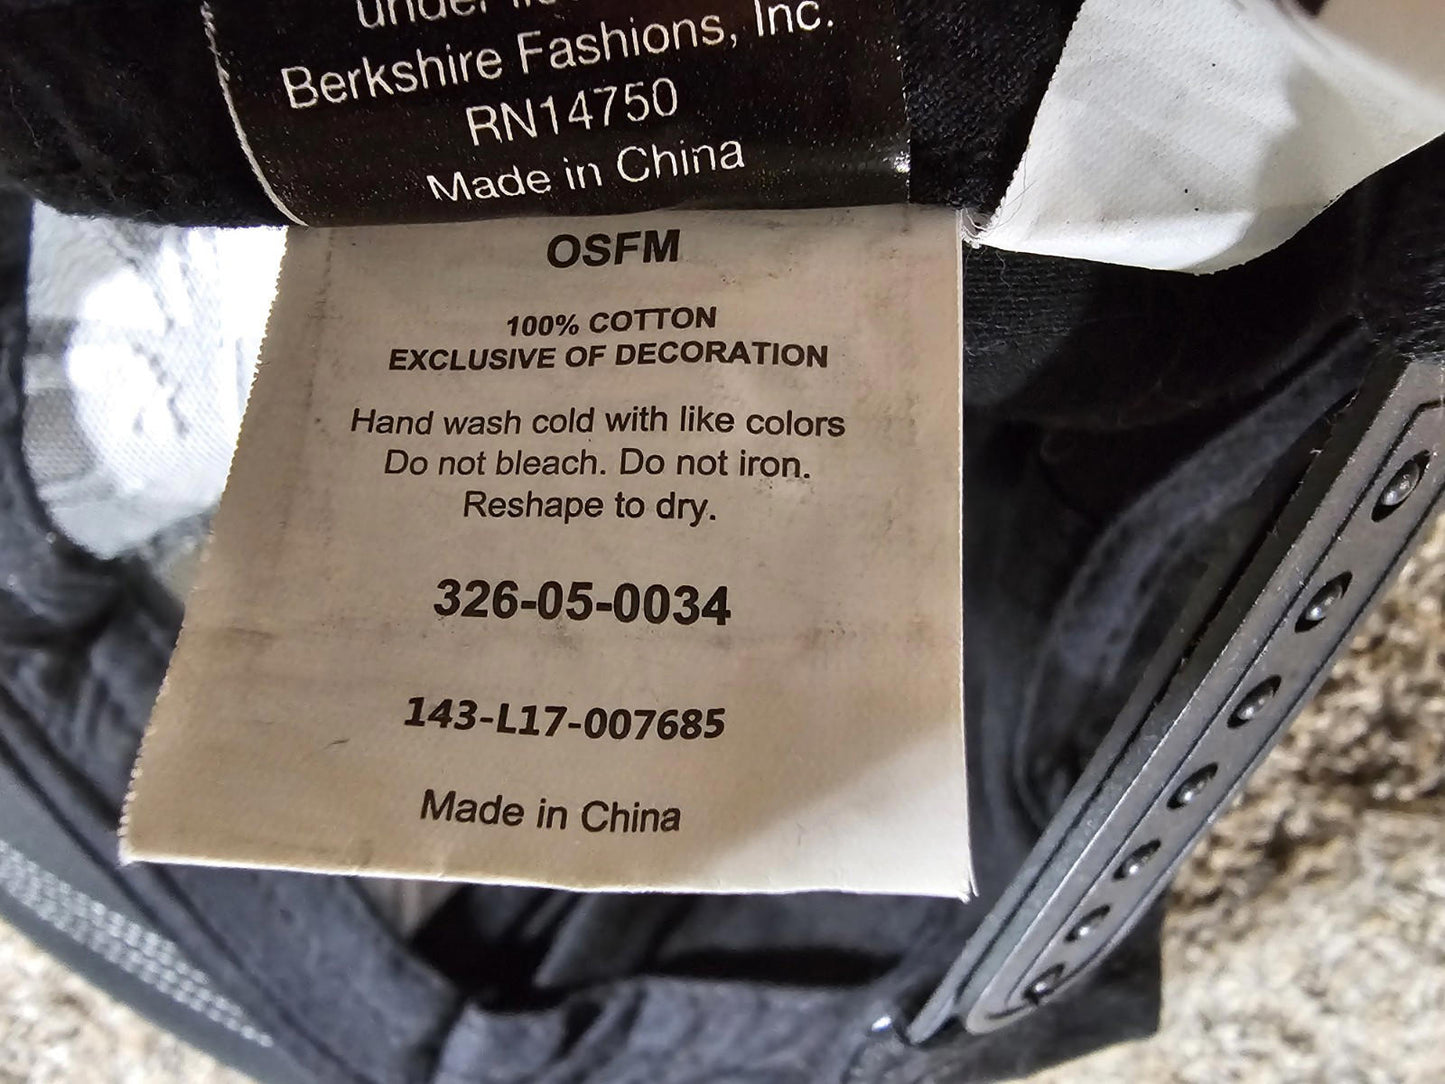 under
Berkshire Fashions, Inc.
RN14750
Made in China
OSFM
100% COTTON
EXCLUSIVE OF DECORATION
Hand wash cold with like colors
Do not bleach. Do not iron.
Reshape to dry.
326-05-0034
143-L17-007685
Made in China